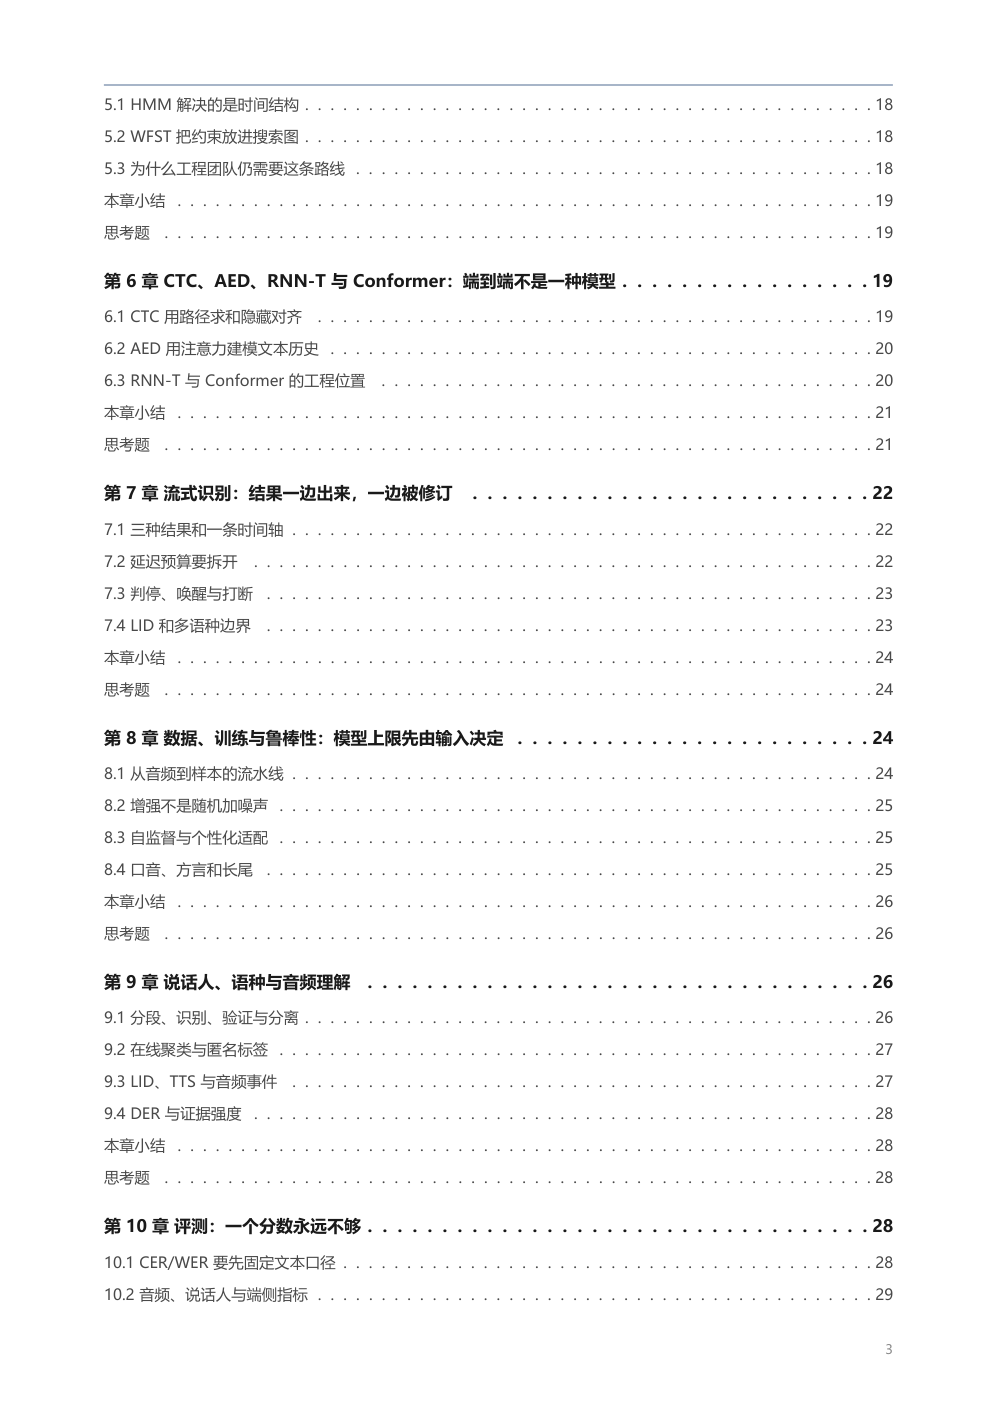 5.1 HMM 解决的是时间结构 . . . . . . . . . . . . . . . . . . . . . . . . . . . . . . . . . . . . . . . . . . . . . 18
5.2 WFST 把约束放进搜索图 . . . . . . . . . . . . . . . . . . . . . . . . . . . . . . . . . . . . . . . . . . . . . 18
5.3 为什么工程团队仍需要这条路线 . . . . . . . . . . . . . . . . . . . . . . . . . . . . . . . . . . . . . . . . . 18
本章小结 . . . . . . . . . . . . . . . . . . . . . . . . . . . . . . . . . . . . . . . . . . . . . . . . . . . . . . . 19
思考题 . . . . . . . . . . . . . . . . . . . . . . . . . . . . . . . . . . . . . . . . . . . . . . . . . . . . . . . . 19
第 6 章 CTC、AED、RNN-T 与 Conformer：端到端不是一种模型 . . . . . . . . . . . . . . . . . 19
6.1 CTC 用路径求和隐藏对齐 . . . . . . . . . . . . . . . . . . . . . . . . . . . . . . . . . . . . . . . . . . . . 19
6.2 AED 用注意力建模文本历史 . . . . . . . . . . . . . . . . . . . . . . . . . . . . . . . . . . . . . . . . . . . 20
6.3 RNN-T 与 Conformer 的工程位置 . . . . . . . . . . . . . . . . . . . . . . . . . . . . . . . . . . . . . . . 20
本章小结 . . . . . . . . . . . . . . . . . . . . . . . . . . . . . . . . . . . . . . . . . . . . . . . . . . . . . . . 21
思考题 . . . . . . . . . . . . . . . . . . . . . . . . . . . . . . . . . . . . . . . . . . . . . . . . . . . . . . . . 21
第 7 章 流式识别：结果一边出来，一边被修订 . . . . . . . . . . . . . . . . . . . . . . . . . . . 22
7.1 三种结果和一条时间轴 . . . . . . . . . . . . . . . . . . . . . . . . . . . . . . . . . . . . . . . . . . . . . . 22
7.2 延迟预算要拆开 . . . . . . . . . . . . . . . . . . . . . . . . . . . . . . . . . . . . . . . . . . . . . . . . . 22
7.3 判停、唤醒与打断 . . . . . . . . . . . . . . . . . . . . . . . . . . . . . . . . . . . . . . . . . . . . . . . . 23
7.4 LID 和多语种边界 . . . . . . . . . . . . . . . . . . . . . . . . . . . . . . . . . . . . . . . . . . . . . . . . 23
本章小结 . . . . . . . . . . . . . . . . . . . . . . . . . . . . . . . . . . . . . . . . . . . . . . . . . . . . . . . 24
思考题 . . . . . . . . . . . . . . . . . . . . . . . . . . . . . . . . . . . . . . . . . . . . . . . . . . . . . . . . 24
第 8 章 数据、训练与鲁棒性：模型上限先由输入决定 . . . . . . . . . . . . . . . . . . . . . . . . 24
8.1 从音频到样本的流水线 . . . . . . . . . . . . . . . . . . . . . . . . . . . . . . . . . . . . . . . . . . . . . . 24
8.2 增强不是随机加噪声 . . . . . . . . . . . . . . . . . . . . . . . . . . . . . . . . . . . . . . . . . . . . . . . 25
8.3 自监督与个性化适配 . . . . . . . . . . . . . . . . . . . . . . . . . . . . . . . . . . . . . . . . . . . . . . . 25
8.4 口音、方言和长尾 . . . . . . . . . . . . . . . . . . . . . . . . . . . . . . . . . . . . . . . . . . . . . . . . 25
本章小结 . . . . . . . . . . . . . . . . . . . . . . . . . . . . . . . . . . . . . . . . . . . . . . . . . . . . . . . 26
思考题 . . . . . . . . . . . . . . . . . . . . . . . . . . . . . . . . . . . . . . . . . . . . . . . . . . . . . . . . 26
第 9 章 说话人、语种与音频理解 . . . . . . . . . . . . . . . . . . . . . . . . . . . . . . . . . . 26
9.1 分段、识别、验证与分离 . . . . . . . . . . . . . . . . . . . . . . . . . . . . . . . . . . . . . . . . . . . . . 26
9.2 在线聚类与匿名标签 . . . . . . . . . . . . . . . . . . . . . . . . . . . . . . . . . . . . . . . . . . . . . . . 27
9.3 LID、TTS 与音频事件 . . . . . . . . . . . . . . . . . . . . . . . . . . . . . . . . . . . . . . . . . . . . . . 27
9.4 DER 与证据强度 . . . . . . . . . . . . . . . . . . . . . . . . . . . . . . . . . . . . . . . . . . . . . . . . . 28
本章小结 . . . . . . . . . . . . . . . . . . . . . . . . . . . . . . . . . . . . . . . . . . . . . . . . . . . . . . . 28
思考题 . . . . . . . . . . . . . . . . . . . . . . . . . . . . . . . . . . . . . . . . . . . . . . . . . . . . . . . . 28
第 10 章 评测：一个分数永远不够 . . . . . . . . . . . . . . . . . . . . . . . . . . . . . . . . . . 28
10.1 CER/WER 要先固定文本口径 . . . . . . . . . . . . . . . . . . . . . . . . . . . . . . . . . . . . . . . . . . 28
10.2 音频、说话人与端侧指标 . . . . . . . . . . . . . . . . . . . . . . . . . . . . . . . . . . . . . . . . . . . . 29
3